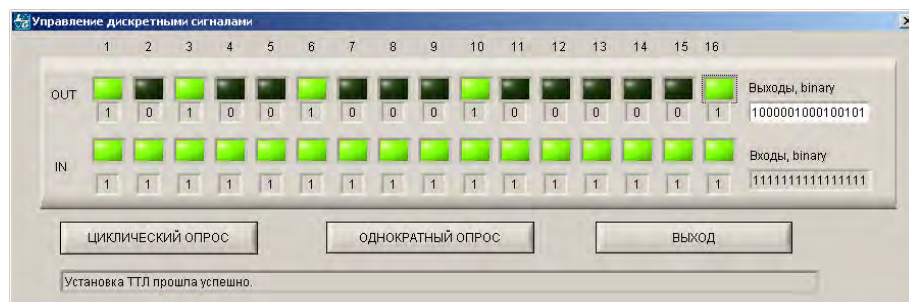 Управление дискретными сигналами
1 2 3 4 5 6 7 8 9 10 11 12 13 14 15 16
OUT
Выходы, binary
1 0 1 0 0 1 0 0 0 1 0 0 0 0 0 1
1000001000100101
IN
Входы, binary
1 1 1 1 1 1 1 1 1 1 1 1 1 1 1 1
1111111111111111
ЦИКЛИЧЕСКИЙ ОПРОС ОДНОКРАТНЫЙ ОПРОС ВЫХОД
Установка ТТЛ прошла успешно.